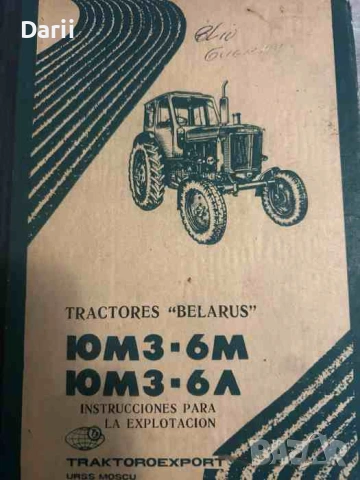 Darii
TRACTORES "BELARUS"
ЮМЗ-6М
ЮМЗ-6Л
INSTRUCCIONES PARA
LA EXPLOTACION
TRAKTOROEXPORT
URSS MOSCU